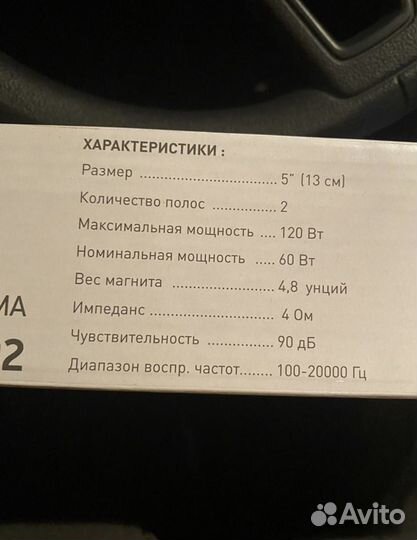 ХАРАКТЕРИСТИКИ :
Размер ................................ 5" (13 см)
Количество полос ............... 2
Максимальная мощность .... 120 Вт
Номинальная мощность ..... 60 Вт
Вес магнита ........................ 4,8 унций
Импеданс ............................ 4 Ом
Чувствительность ................ 90 дБ
Диапазон воспр. частот........ 100-20000 Гц
МА
2
Avito